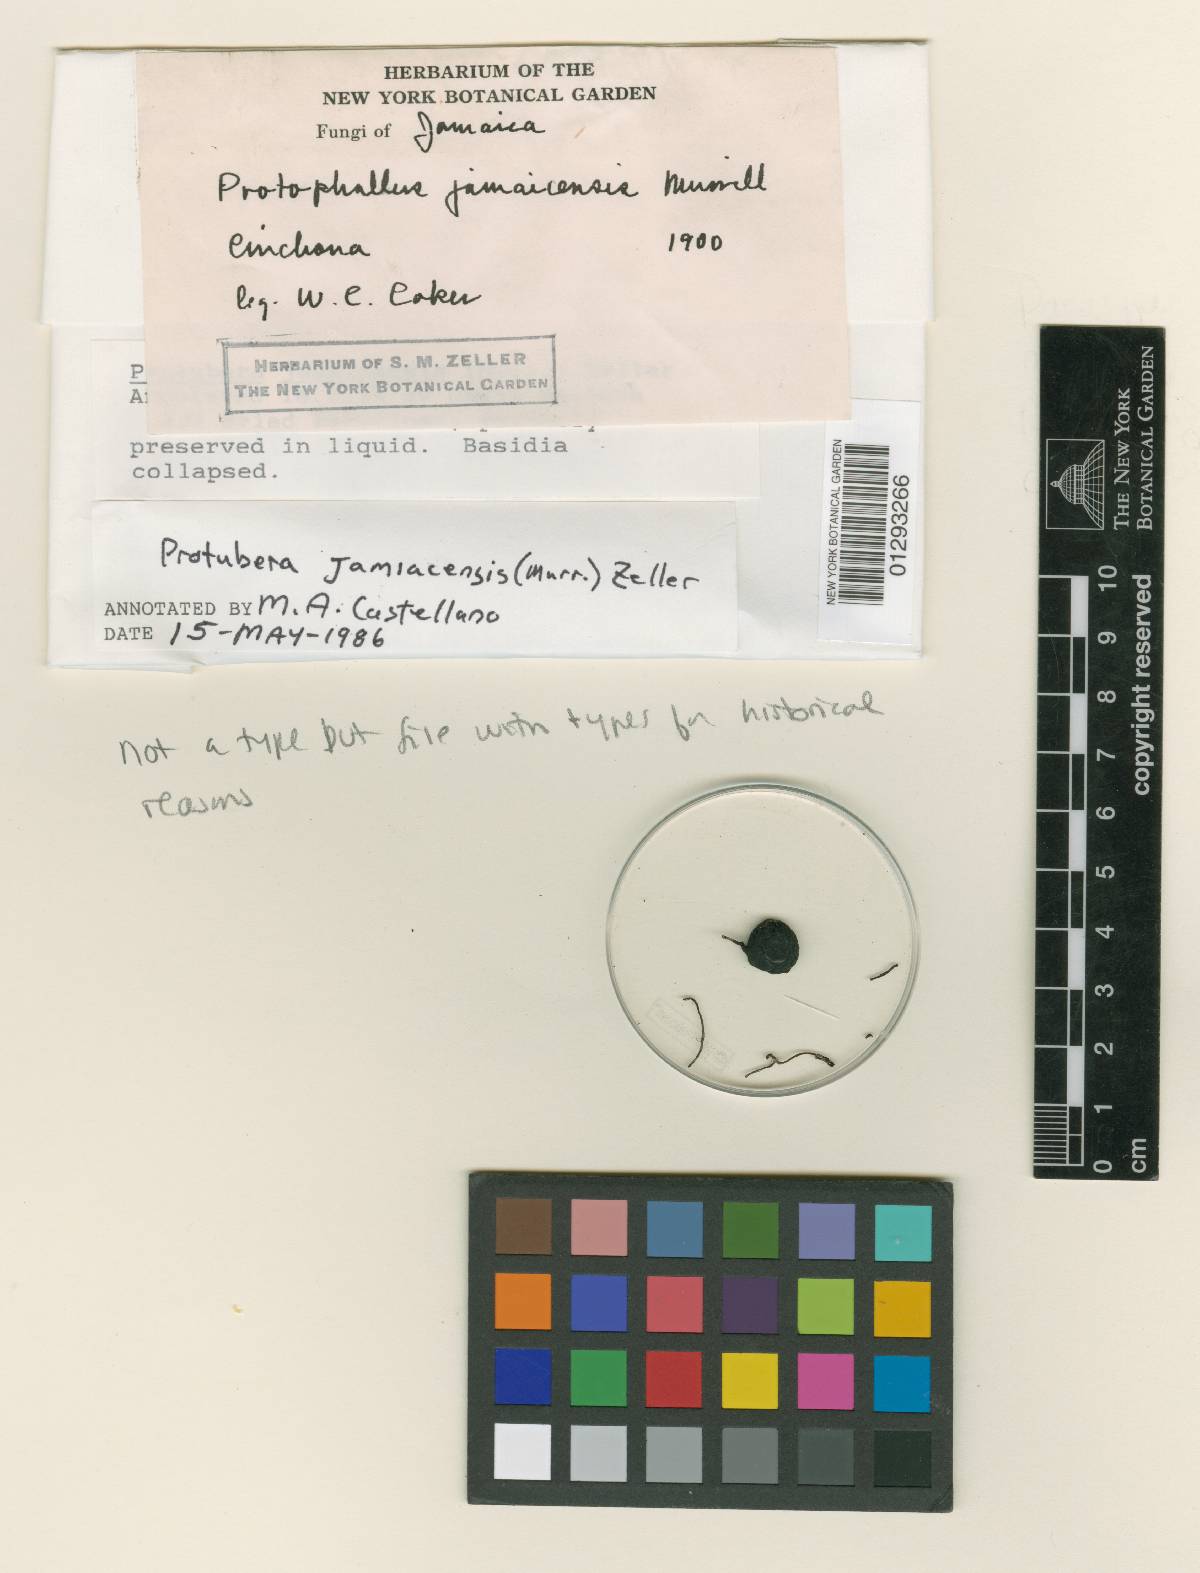 HERBARIUM OF THE
NEW YORK BOTANICAL GARDEN
Fungi of Jamaica
Protophallus jamaicensis Murrill
Cinchona 1900
leg. W. C. Coker
HERBARIUM OF S. M. ZELLER
THE NEW YORK BOTANICAL GARDEN
preserved in liquid. Basidia
collapsed.
Protubera Jamiacensis (Murr.) Zeller
ANNOTATED BY M. A. Castellano
DATE 15-MAY-1986
NEW YORK BOTANICAL GARDEN
01293266
not a type but file with types for historical
reasons
THE NEW YORK
BOTANICAL GARDEN
copyright reserved
10
9
8
7
6
5
4
3
2
1
0
cm